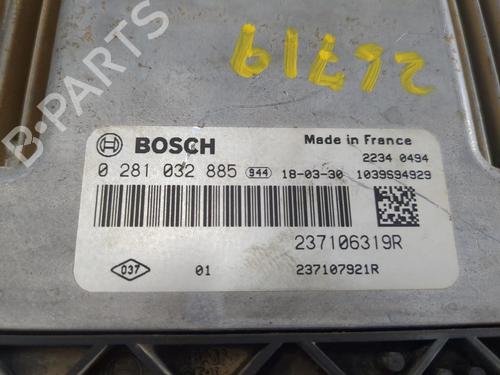 B-PARTS
26719
BOSCH
Made in France
2234 0494
0 281 032 885 944 18-03-30 1039S94929
237106319R
037 01 237107921R